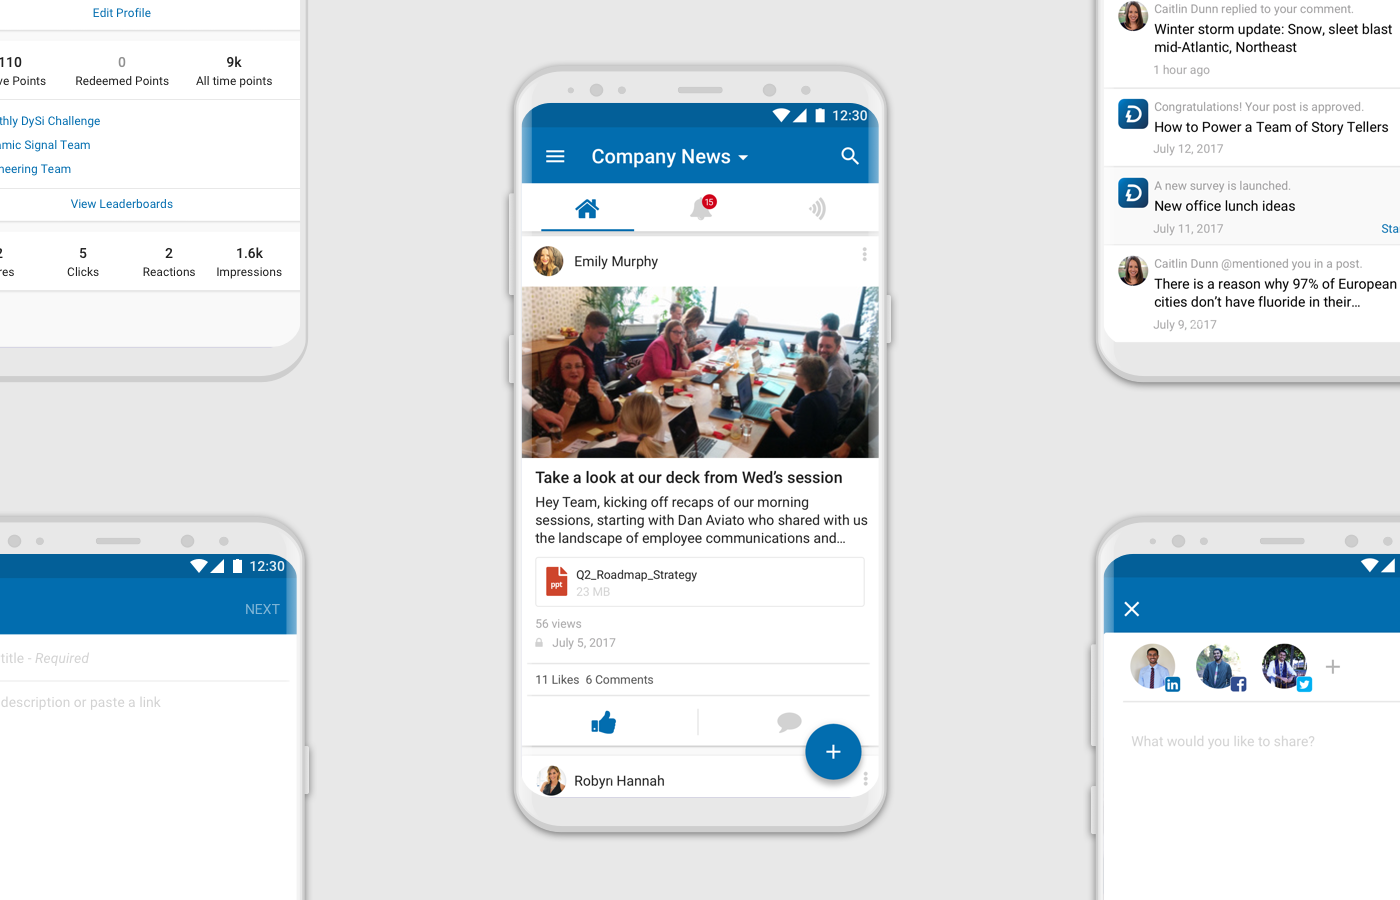 Edit Profile
110
0
9k
Points
Redeemed Points
All time points
DySi Challenge
Signal Team
Team
View Leaderboards
2
5
2
1.6k
Clicks
Reactions
Impressions
12:30
Company News
15
Emily Murphy
Take a look at our deck from Wed’s session
Hey Team, kicking off recaps of our morning
sessions, starting with Dan Aviato who shared with us
the landscape of employee communications and…
ppt
Q2_Roadmap_Strategy
23 MB
56 views
July 5, 2017
11 Likes 6 Comments
Robyn Hannah
Caitlin Dunn replied to your comment.
Winter storm update: Snow, sleet blast
mid-Atlantic, Northeast
1 hour ago
Congratulations! Your post is approved.
How to Power a Team of Story Tellers
July 12, 2017
A new survey is launched.
New office lunch ideas
July 11, 2017
Caitlin Dunn @mentioned you in a post.
There is a reason why 97% of European
cities don’t have fluoride in their…
July 9, 2017
12:30
NEXT
title - Required
description or paste a link
in
f
What would you like to share?